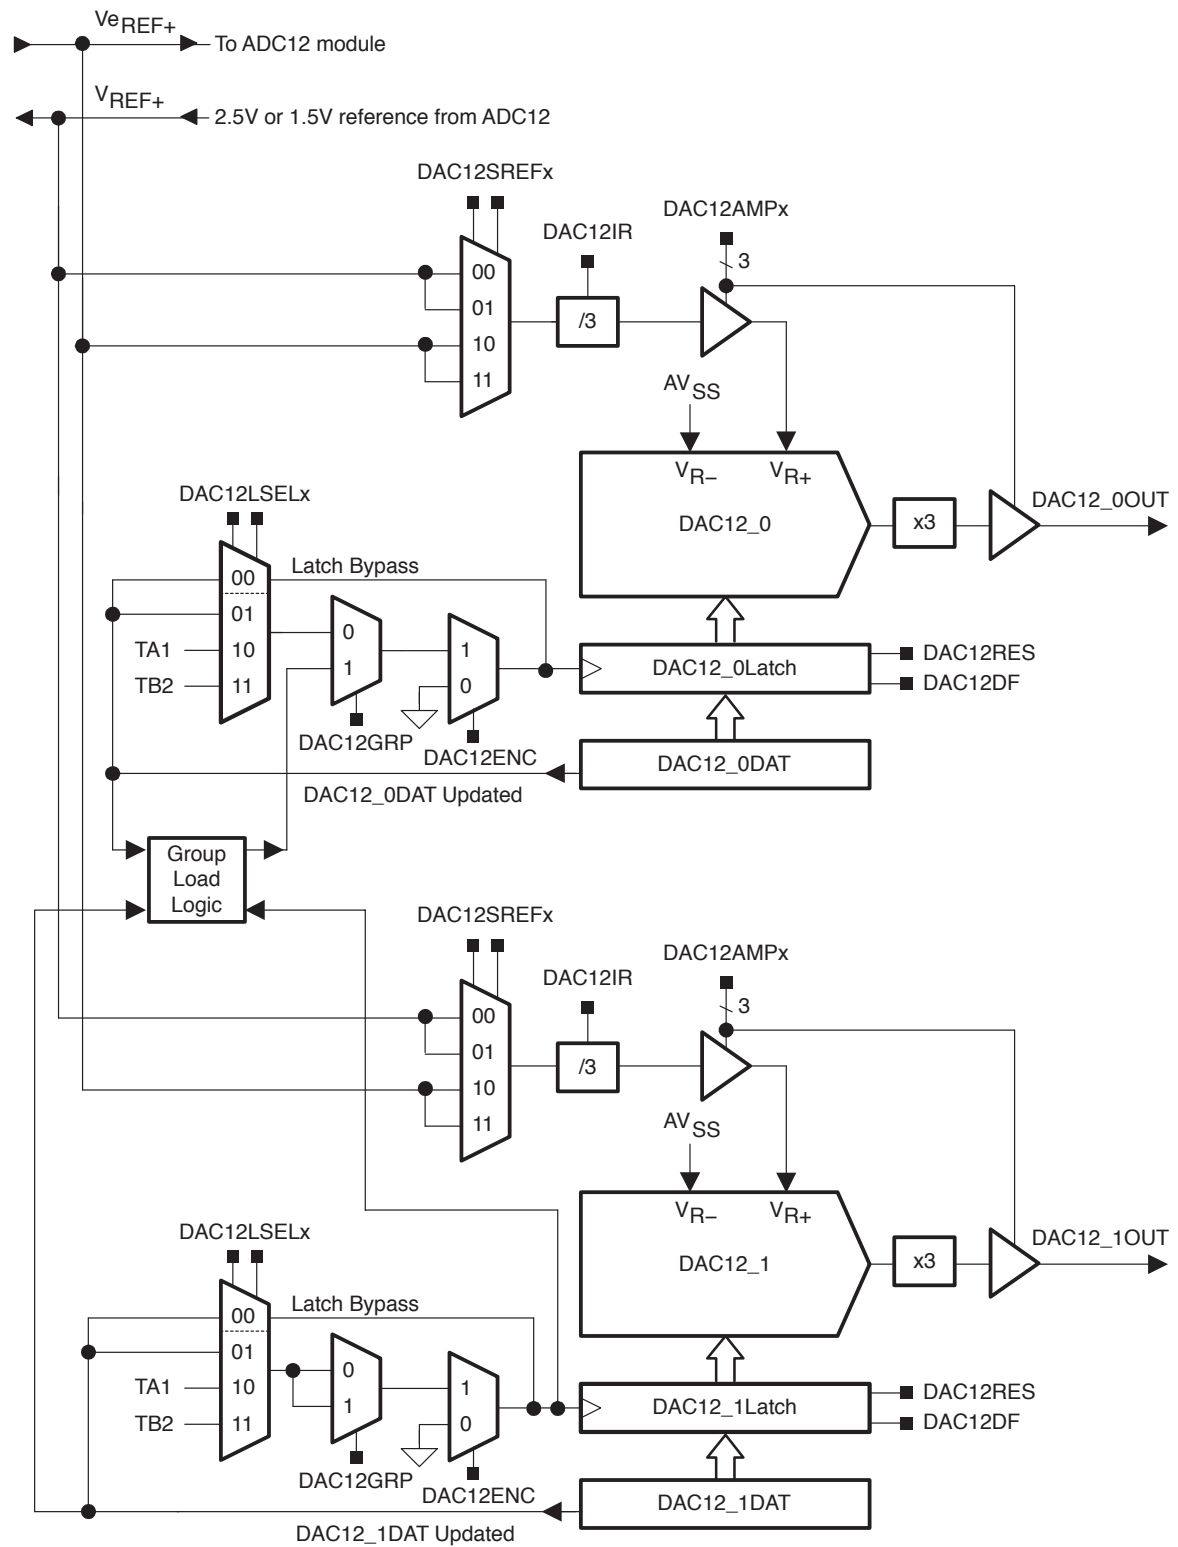 VeREF+
To ADC12 module
VREF+
2.5V or 1.5V reference from ADC12
DAC12SREFx
DAC12AMPx
DAC12IR
3
00
01
10
11
/3
AVSS
VR−
VR+
DAC12_0
x3
DAC12_0OUT
DAC12LSELx
Latch Bypass
00
01
TA1
10
TB2
11
0
1
1
0
DAC12GRP
DAC12ENC
DAC12_0Latch
DAC12RES
DAC12DF
DAC12_0DAT
DAC12_0DAT Updated
Group
Load
Logic
DAC12SREFx
DAC12AMPx
DAC12IR
3
00
01
10
11
/3
AVSS
VR−
VR+
DAC12_1
x3
DAC12_1OUT
DAC12LSELx
Latch Bypass
00
01
TA1
10
TB2
11
0
1
1
0
DAC12GRP
DAC12ENC
DAC12_1Latch
DAC12RES
DAC12DF
DAC12_1DAT
DAC12_1DAT Updated